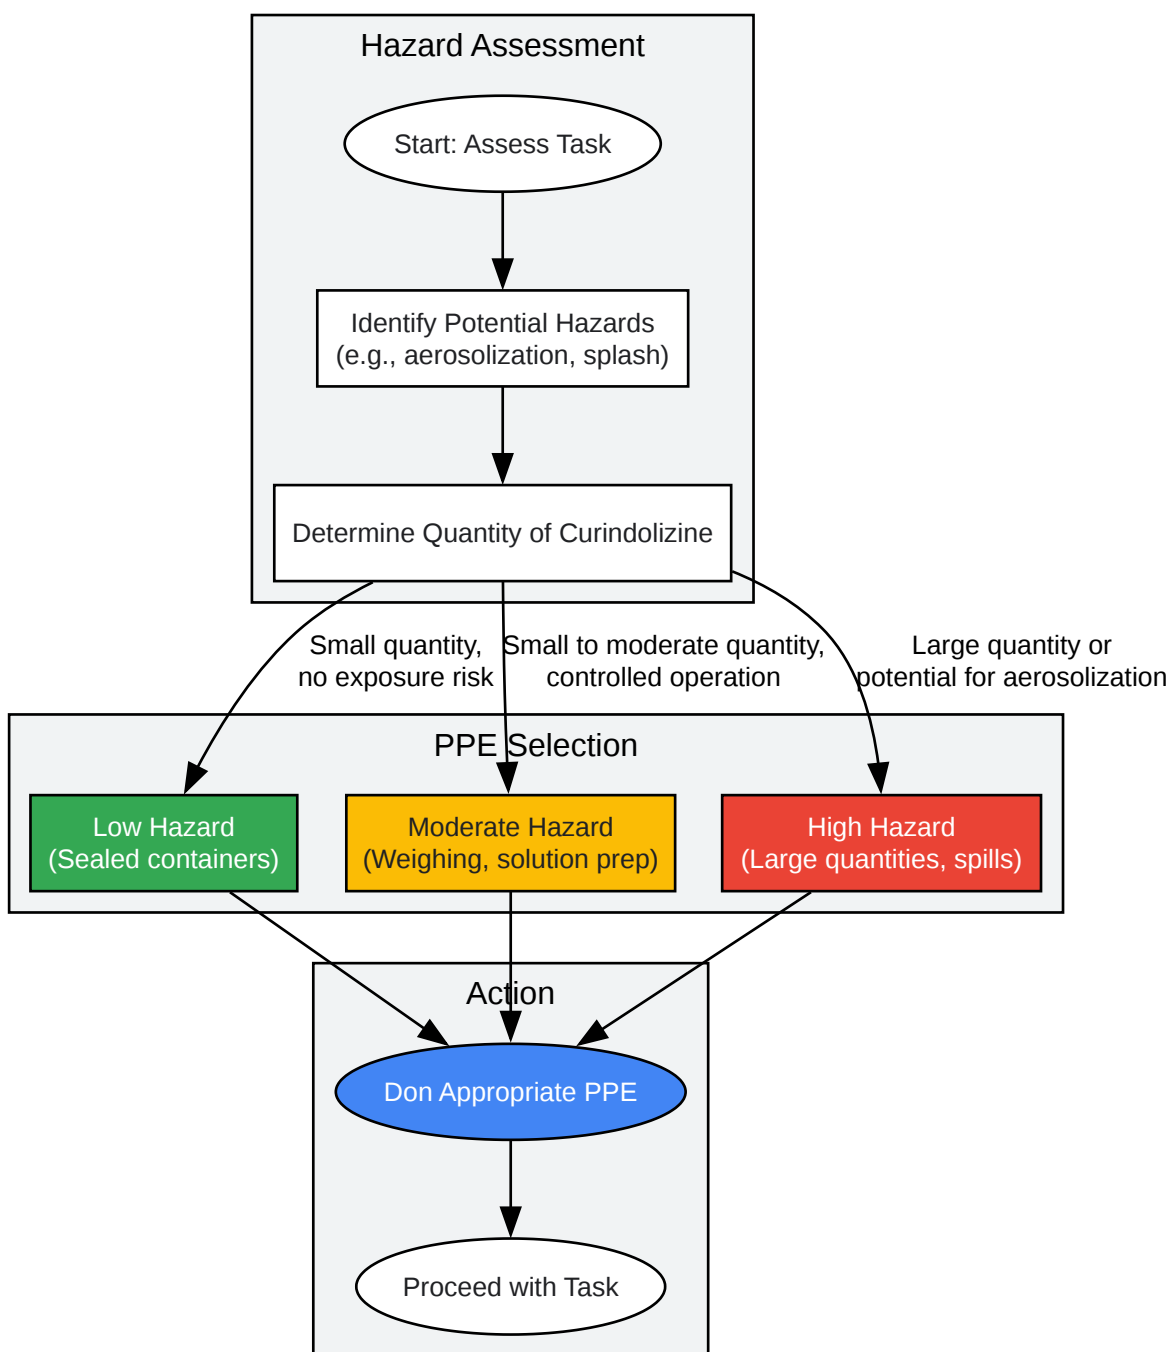 Hazard Assessment
Start: Assess Task
Identify Potential Hazards
(e.g., aerosolization, splash)
Determine Quantity of Curindolizine
Small quantity,
no exposure risk
Small to moderate quantity,
controlled operation
Large quantity or
potential for aerosolization
PPE Selection
Low Hazard
(Sealed containers)
Moderate Hazard
(Weighing, solution prep)
High Hazard
(Large quantities, spills)
Action
Don Appropriate PPE
Proceed with Task